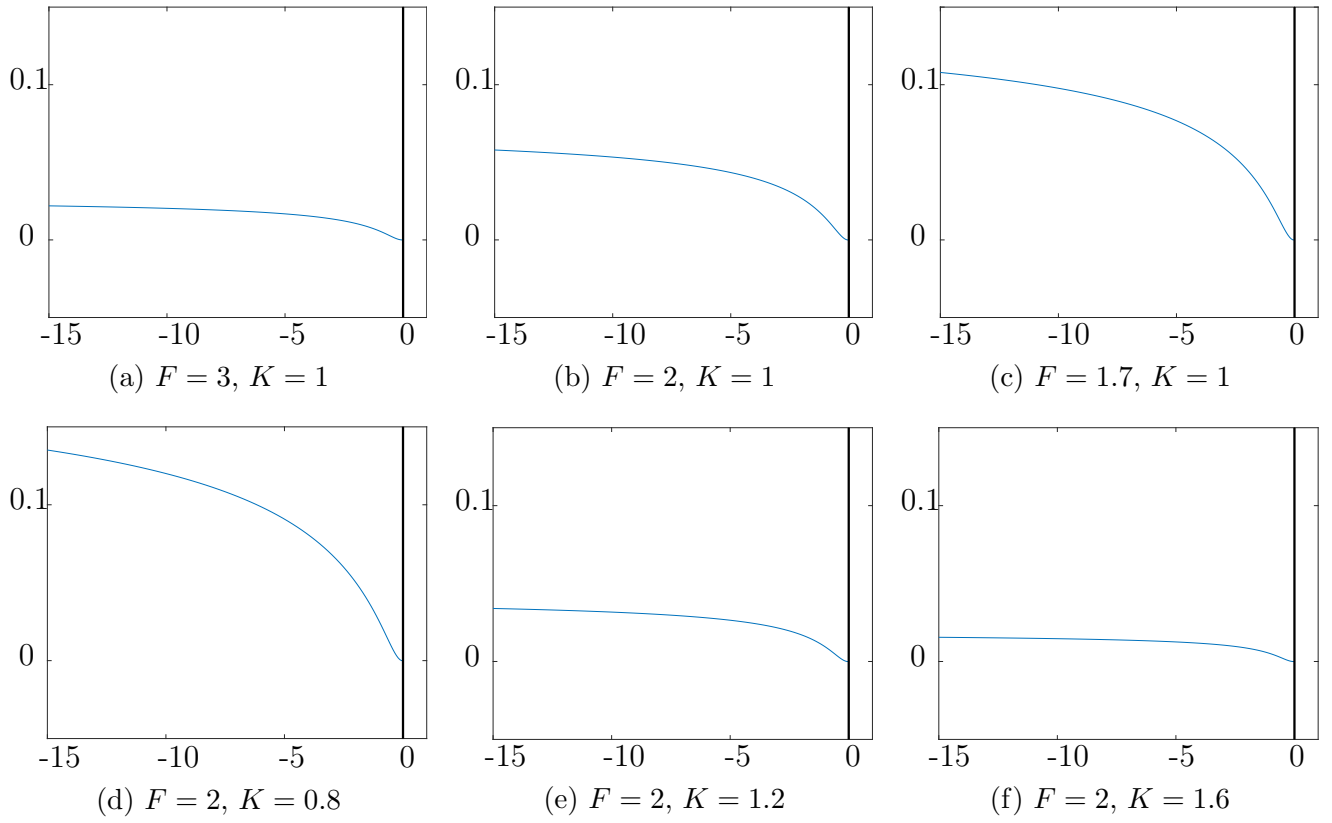 0.1 0.1 0.1
0 0 0
-15 -10 -5 0 -15 -10 -5 0 -15 -10 -5 0
(a) F = 3, K = 1 (b) F = 2, K = 1 (c) F = 1.7, K = 1
0.1 0.1 0.1
0 0 0
-15 -10 -5 0 -15 -10 -5 0 -15 -10 -5 0
(d) F = 2, K = 0.8 (e) F = 2, K = 1.2 (f) F = 2, K = 1.6